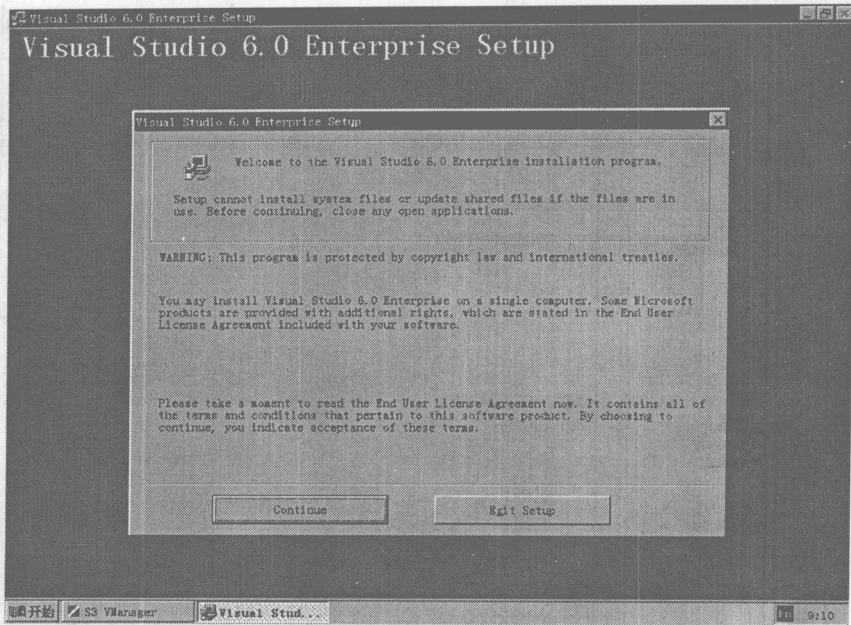 Visual Studio 6.0 Enterprise Setup
Visual Studio 6.0 Enterprise Setup
Visual Studio 6.0 Enterprise Setup
Welcome to the Visual Studio 6.0 Enterprise installation program.
Setup cannot install system files or update shared files if the files are in
use. Before continuing, close any open applications.
WARNING: This program is protected by copyright law and international treaties.
You may install Visual Studio 6.0 Enterprise on a single computer. Some Microsoft
products are provided with additional rights, which are stated in the End User
License Agreement included with your software.
Please take a moment to read the End User License Agreement now. It contains all of
the terms and conditions that pertain to this software product. By choosing to
continue, you indicate acceptance of these terms.
Continue
Exit Setup
开始 S3 VManager Visual Stud... En 9:10